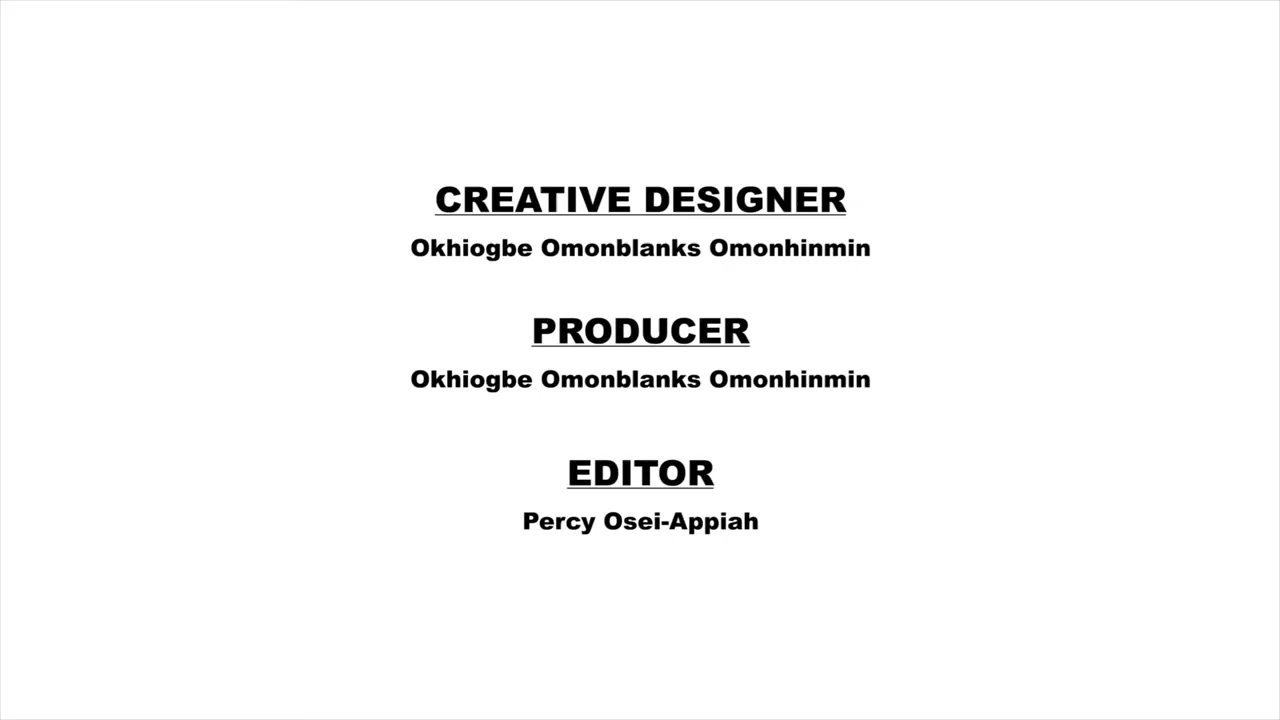 CREATIVE DESIGNER
Okhiogbe Omonblanks Omonhinmin
PRODUCER
Okhiogbe Omonblanks Omonhinmin
EDITOR
Percy Osei-Appiah